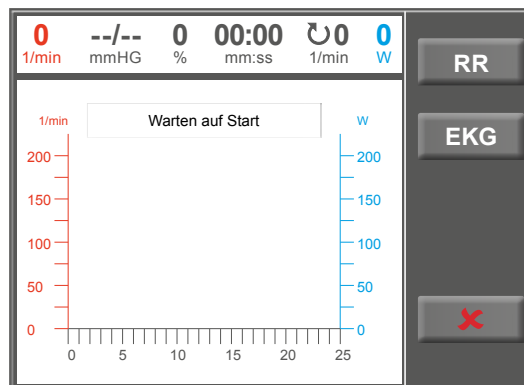 0 --/-- 0 00:00 ↻0 0
1/min mmHG % mm:ss 1/min W
RR
1/min Warten auf Start W
EKG
200 200
150 150
100 100
50 50
0 0
0 5 10 15 20 25